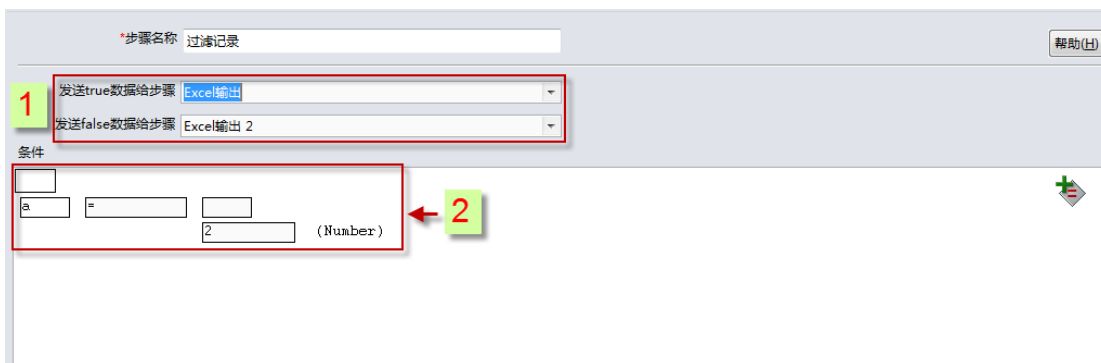 *步骤名称 过滤记录 帮助(H)
1
发送true数据给步骤 Excel输出
发送false数据给步骤 Excel输出 2
条件
a = 
2 (Number)
2